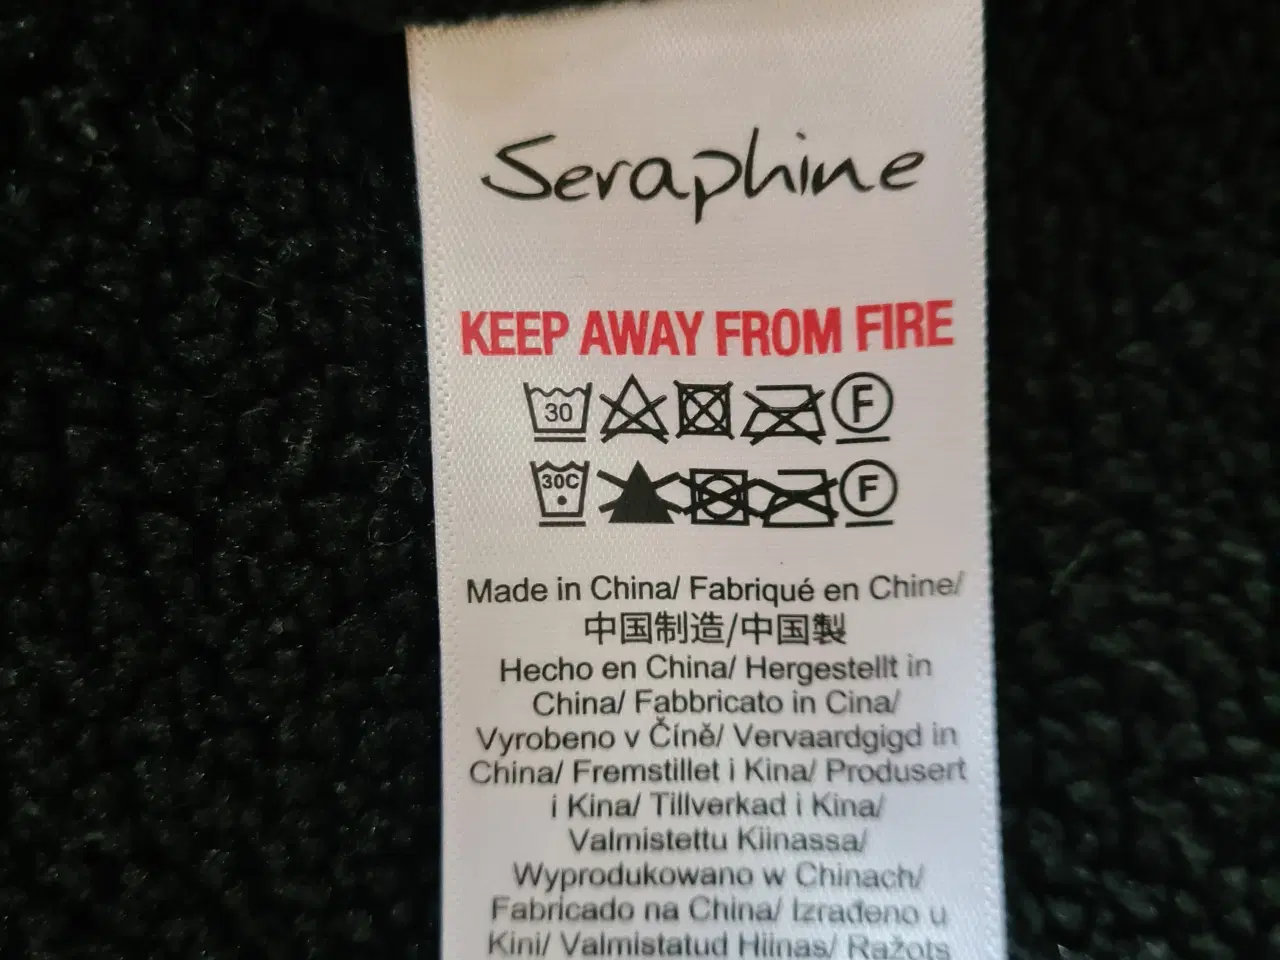 Seraphine
KEEP AWAY FROM FIRE
30 F
30C F
Made in China/ Fabriqué en Chine/
中国制造/中国製
Hecho en China/ Hergestellt in
China/ Fabbricato in Cina/
Vyrobeno v Číně/ Vervaardgigd in
China/ Fremstillet i Kina/ Produsert
i Kina/ Tillverkad i Kina/
Valmistettu Kiinassa/
Wyprodukowano w Chinach/
Fabricado na China/ Izrađeno u
Kini/ Valmistatud Hiinas/ Ražots